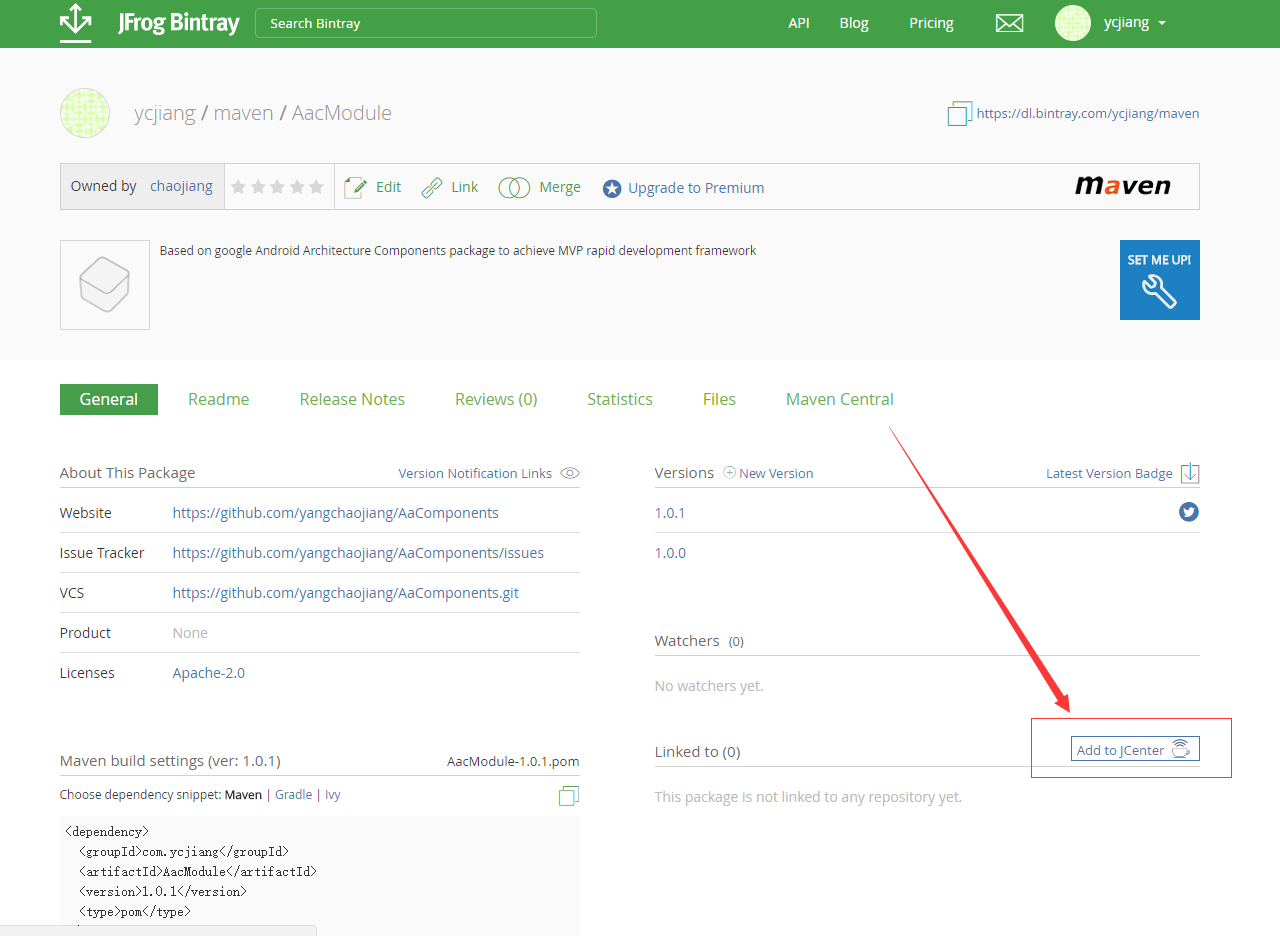 JFrog Bintray Search Bintray API Blog Pricing ycjiang
ycjiang / maven / AacModule https://dl.bintray.com/ycjiang/maven
Owned by chaojiang Edit Link Merge Upgrade to Premium maven
Based on google Android Architecture Components package to achieve MVP rapid development framework
SET ME UP!
General Readme Release Notes Reviews (0) Statistics Files Maven Central
About This Package Version Notification Links
Website https://github.com/yangchaojiang/AaComponents
Issue Tracker https://github.com/yangchaojiang/AaComponents/issues
VCS https://github.com/yangchaojiang/AaComponents.git
Product None
Licenses Apache-2.0
Versions New Version Latest Version Badge
1.0.1
1.0.0
Watchers (0)
No watchers yet.
Linked to (0) Add to JCenter
This package is not linked to any repository yet.
Maven build settings (ver: 1.0.1) AacModule-1.0.1.pom
Choose dependency snippet: Maven | Gradle | Ivy
<dependency>
<groupId>com.ycjiang</groupId>
<artifactId>AacModule</artifactId>
<version>1.0.1</version>
<type>pom</type>